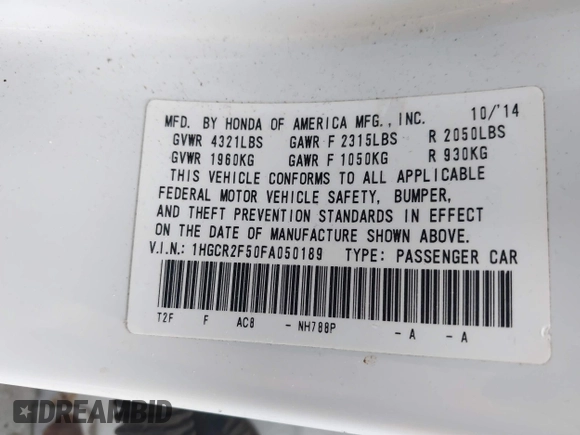 MFD. BY HONDA OF AMERICA MFG., INC. 10/'14
GVWR 4321LBS GAWR F 2315LBS R 2050LBS
GVWR 1960KG GAWR F 1050KG R 930KG
THIS VEHICLE CONFORMS TO ALL APPLICABLE
FEDERAL MOTOR VEHICLE SAFETY, BUMPER,
AND THEFT PREVENTION STANDARDS IN EFFECT
ON THE DATE OF MANUFACTURE SHOWN ABOVE.
V.I.N.: 1HGCR2F50FA050189 TYPE: PASSENGER CAR
T2F F AC8 - NH788P - A - A
DREAMBID